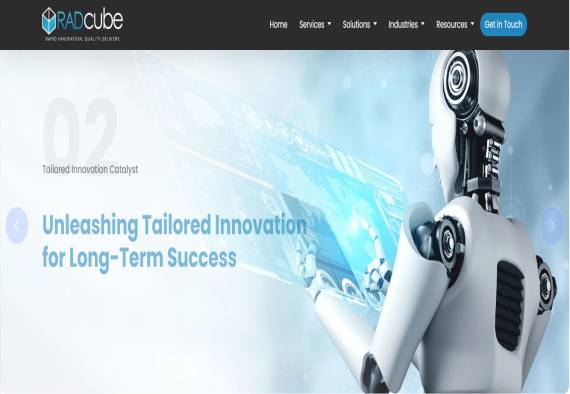 RADcube
RAPID INNOVATION. QUALITY DELIVERY.
Home Services Solutions Industries Resources Get in Touch
02
Tailored Innovation Catalyst
Unleashing Tailored Innovation
for Long-Term Success